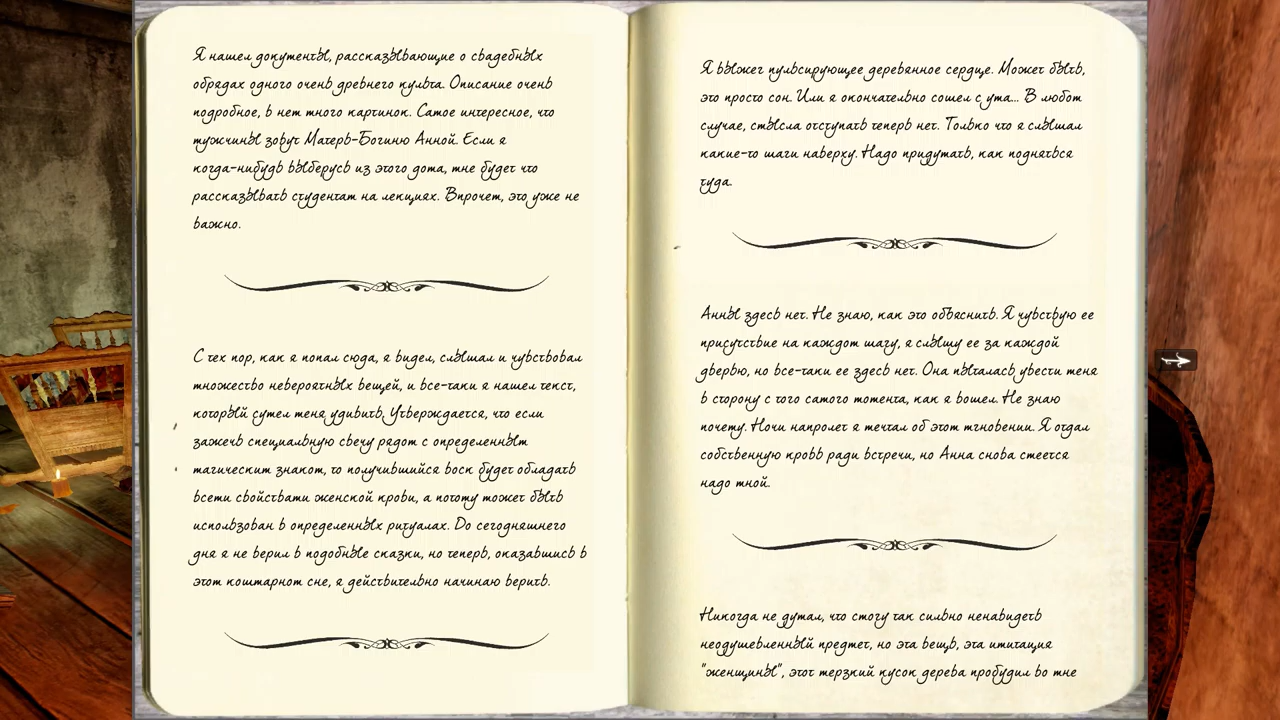 Я нашел документы, рассказывающие о свадебных
обрядах одного очень древнего культа. Описание очень
подробное, в нет много картинок. Самое интересное, что
мужчины зовут Матерь-Богиню Анной. Если я
когда-нибудь выберусь из этого дома, мне будет что
рассказывать студентам на лекциях. Впрочем, это уже не
важно.
С тех пор, как я попал сюда, я видел, слышал и чувствовал
множество невероятных вещей, и все-таки я нашел текст,
который сумел меня удивить. Утверждается, что если
зажечь специальную свечу рядом с определенным
магическим знаком, то получившийся воск будет обладать
всеми свойствами женской крови, а потому может быть
использован в определенных ритуалах. До сегодняшнего
дня я не верил в подобные сказки, но теперь, оказавшись в
этом кошмарном сне, я действительно начинаю верить.
Я выжег пульсирующее деревянное сердце. Может быть,
это просто сон. Или я окончательно сошел с ума... В любом
случае, смысла отступать теперь нет. Только что я слышал
какие-то шаги наверху. Надо придумать, как подняться
туда.
Анны здесь нет. Не знаю, как это объяснить. Я чувствую ее
присутствие на каждом шагу, я слышу ее за каждой
дверью, но все-таки ее здесь нет. Она пыталась увести меня
в сторону с того самого момента, как я вошел. Не знаю
почему. Ночи напролет я мечтал об этом мгновении. Я отдал
собственную кровь ради встречи, но Анна снова смеется
надо мной.
Никогда не думал, что смогу так сильно ненавидеть
неодушевленный предмет, но эта вещь, эта имитация
"женщины", этот мерзкий кусок дерева пробудил во мне